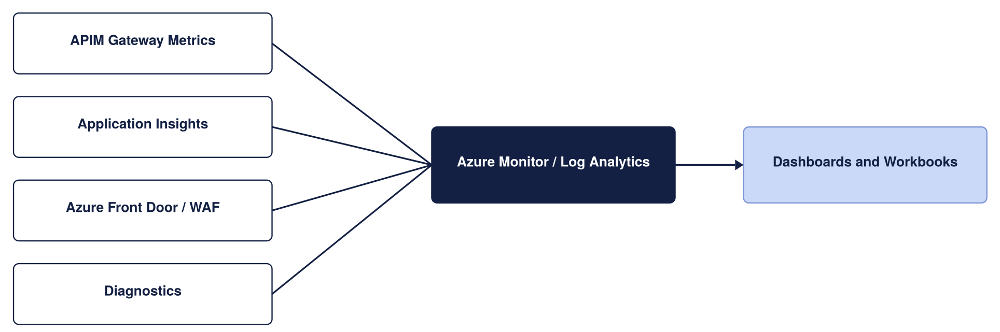 APIM Gateway Metrics
Application Insights
Azure Front Door / WAF
Diagnostics
Azure Monitor / Log Analytics
Dashboards and Workbooks